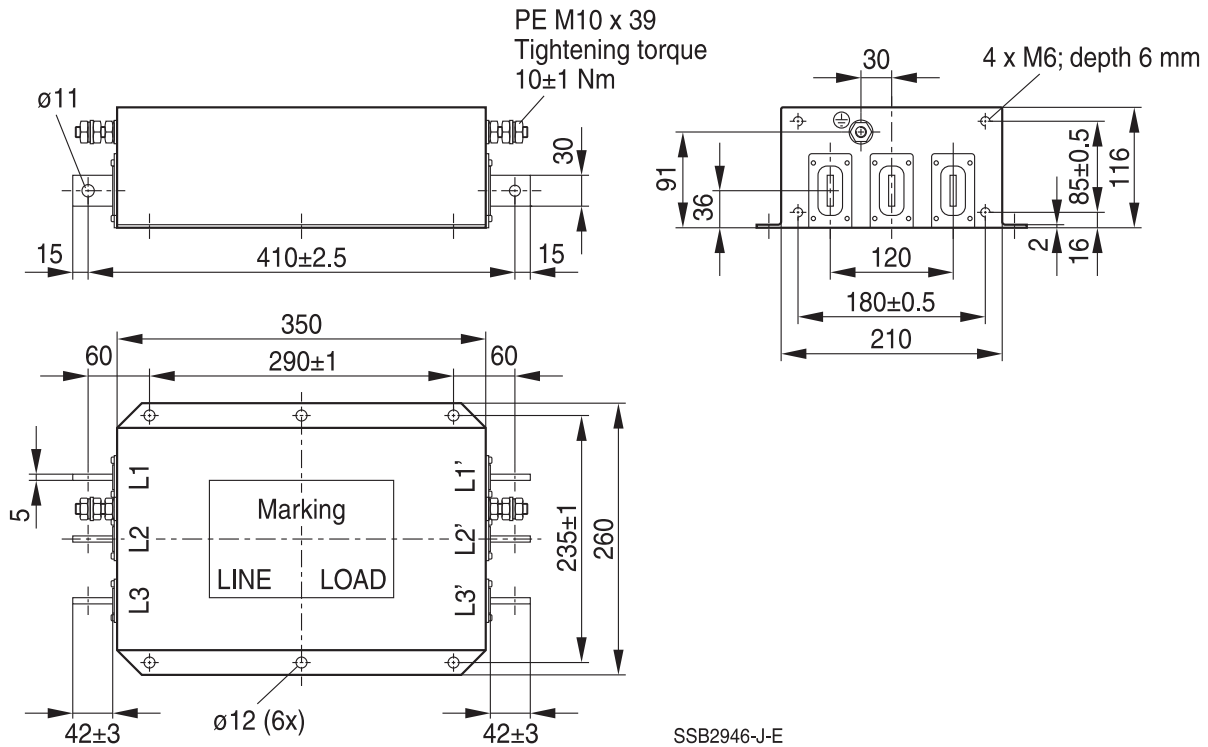 PE M10 x 39
Tightening torque
10±1 Nm
ø11
30
15
410±2.5
15
30
4 x M6; depth 6 mm
91
36
85±0.5
116
2
16
120
180±0.5
210
350
60
290±1
60
L1
L1’
5
Marking
L2
L2’
235±1
260
LINE LOAD
L3
L3’
42±3
ø12 (6x)
42±3
SSB2946-J-E